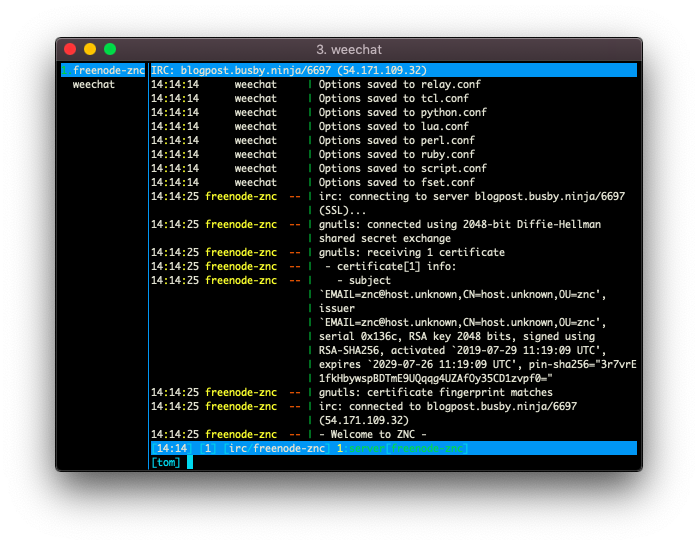 3. weechat
freenode-znc
weechat
IRC: blogpost.busby.ninja/6697 (54.171.109.32)
14:14:14 weechat | Options saved to relay.conf
14:14:14 weechat | Options saved to tcl.conf
14:14:14 weechat | Options saved to python.conf
14:14:14 weechat | Options saved to lua.conf
14:14:14 weechat | Options saved to perl.conf
14:14:14 weechat | Options saved to ruby.conf
14:14:14 weechat | Options saved to script.conf
14:14:14 weechat | Options saved to fset.conf
14:14:25 freenode-znc -- | irc: connecting to server blogpost.busby.ninja/6697
| (SSL)...
14:14:25 freenode-znc -- | gnutls: connected using 2048-bit Diffie-Hellman
| shared secret exchange
14:14:25 freenode-znc -- | gnutls: receiving 1 certificate
14:14:25 freenode-znc -- | - certificate[1] info:
14:14:25 freenode-znc -- | - subject
| `EMAIL=znc@host.unknown,CN=host.unknown,OU=znc',
| issuer
| `EMAIL=znc@host.unknown,CN=host.unknown,OU=znc',
| serial 0x136c, RSA key 2048 bits, signed using
| RSA-SHA256, activated `2019-07-29 11:19:09 UTC',
| expires `2029-07-26 11:19:09 UTC', pin-sha256="3r7vrE
| 1fkHbywspBDTmE9UQqqg4UZAfOy35CD1zvpf0="
14:14:25 freenode-znc -- | gnutls: certificate fingerprint matches
14:14:25 freenode-znc -- | irc: connected to blogpost.busby.ninja/6697
| (54.171.109.32)
14:14:25 freenode-znc -- | - Welcome to ZNC -
[14:14] [1] [irc/freenode-znc] 1:server[freenode-znc]
[tom]